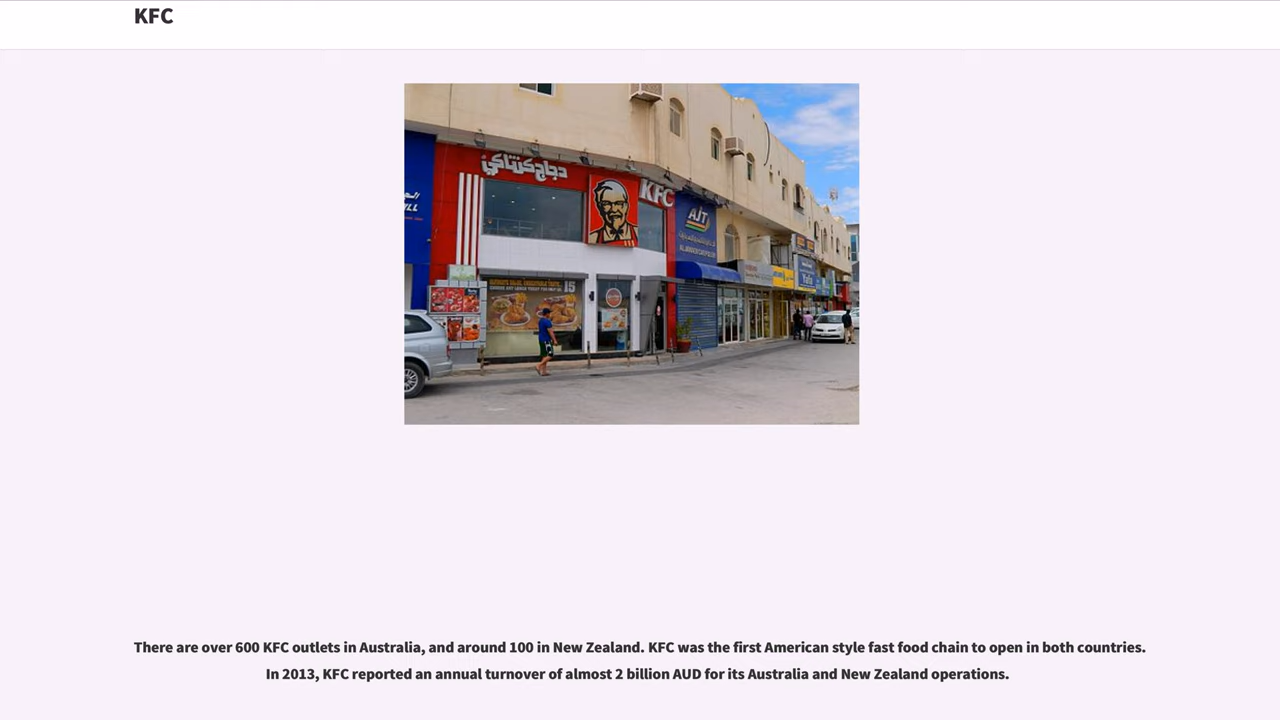 KFC
دجاج كنتاكي
KFC
AJT
15
There are over 600 KFC outlets in Australia, and around 100 in New Zealand. KFC was the first American style fast food chain to open in both countries.
In 2013, KFC reported an annual turnover of almost 2 billion AUD for its Australia and New Zealand operations.